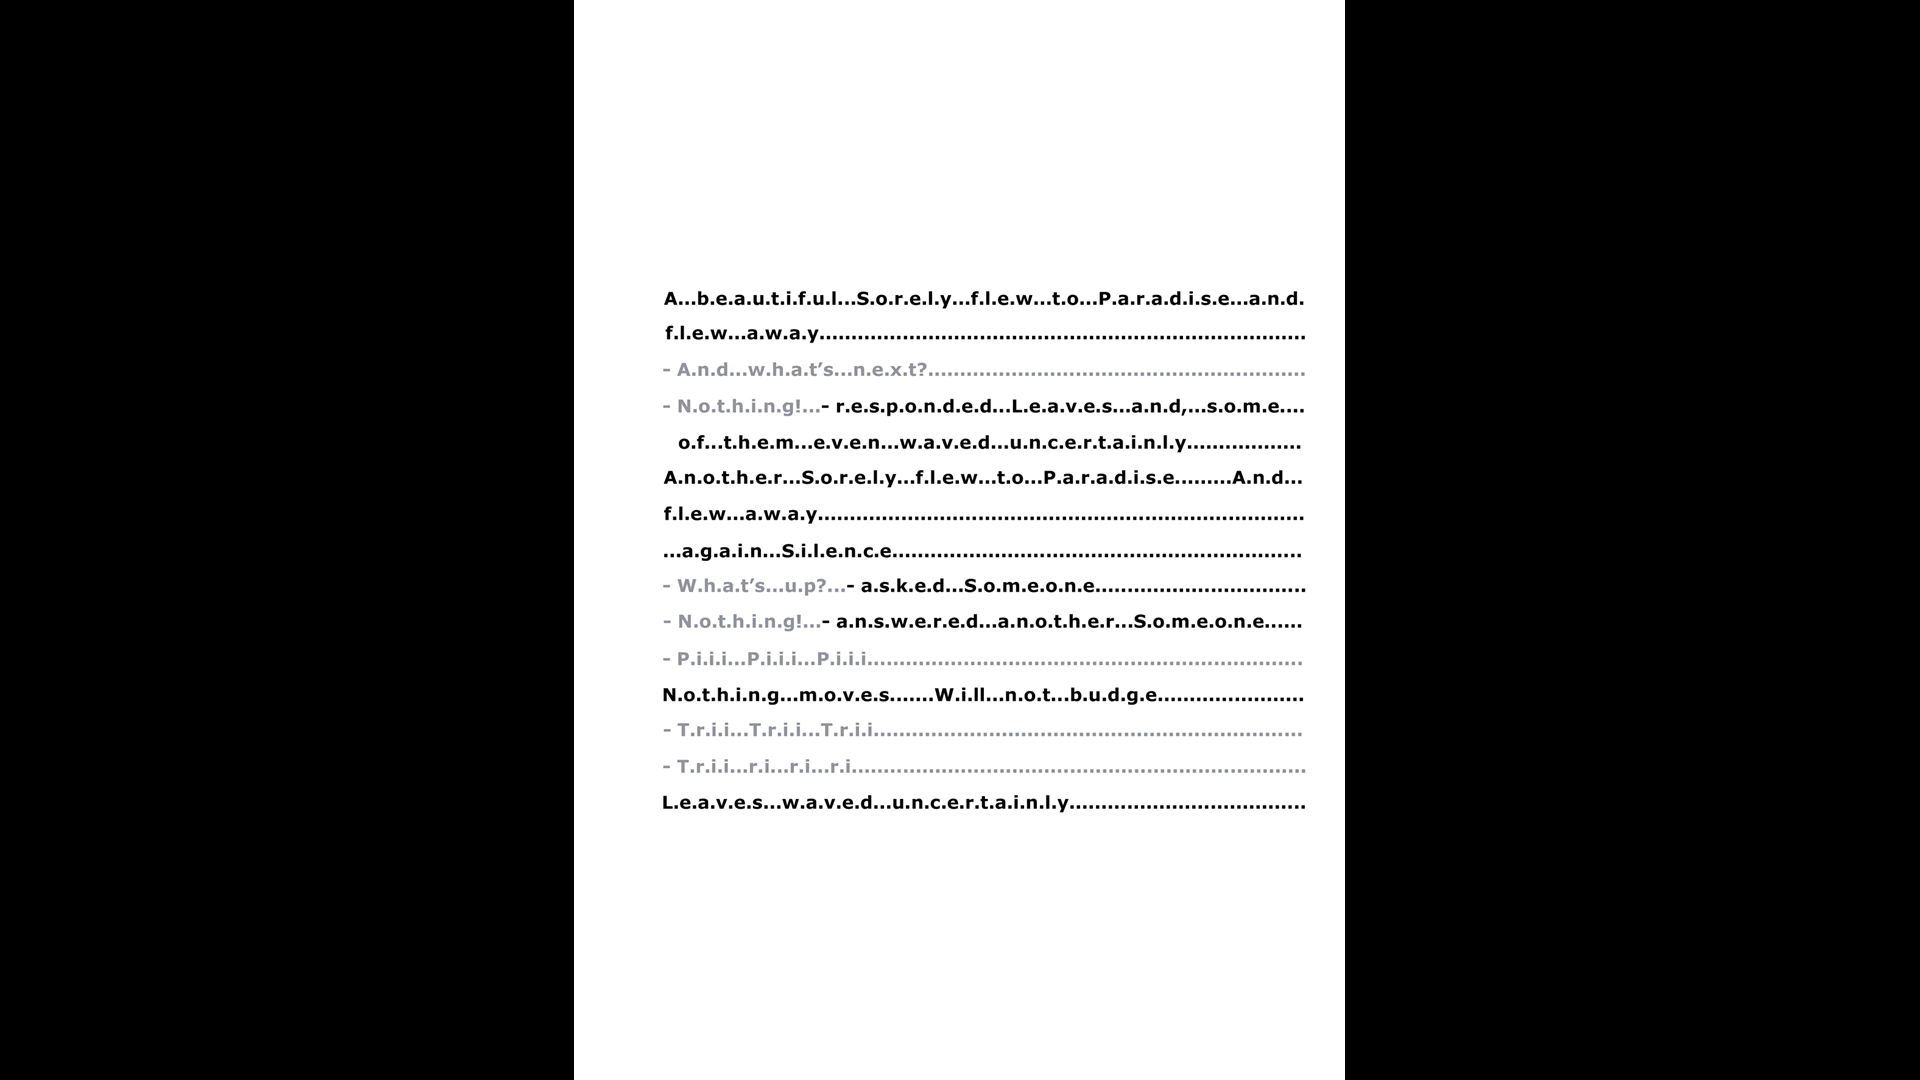 A...b.e.a.u.t.i.f.u.l...S.o.r.e.l.y...f.l.e.w...t.o...P.a.r.a.d.i.s.e...a.n.d.
f.l.e.w...a.w.a.y............................................................................
- A.n.d...w.h.a.t’s...n.e.x.t?...........................................................
- N.o.t.h.i.n.g!...- r.e.s.p.o.n.d.e.d...L.e.a.v.e.s...a.n.d,...s.o.m.e....
o.f...t.h.e.m...e.v.e.n...w.a.v.e.d...u.n.c.e.r.t.a.i.n.l.y..................
A.n.o.t.h.e.r...S.o.r.e.l.y...f.l.e.w...t.o...P.a.r.a.d.i.s.e.........A.n.d...
f.l.e.w...a.w.a.y............................................................................
...a.g.a.i.n...S.i.l.e.n.c.e................................................................
- W.h.a.t’s...u.p?...- a.s.k.e.d...S.o.m.e.o.n.e.................................
- N.o.t.h.i.n.g!...- a.n.s.w.e.r.e.d...a.n.o.t.h.e.r...S.o.m.e.o.n.e......
- P.i.i.i...P.i.i.i...P.i.i.i....................................................................
N.o.t.h.i.n.g...m.o.v.e.s.......W.i.ll...n.o.t...b.u.d.g.e.......................
- T.r.i.i...T.r.i.i...T.r.i.i...................................................................
- T.r.i.i...r.i...r.i...r.i.......................................................................
L.e.a.v.e.s...w.a.v.e.d...u.n.c.e.r.t.a.i.n.l.y.....................................